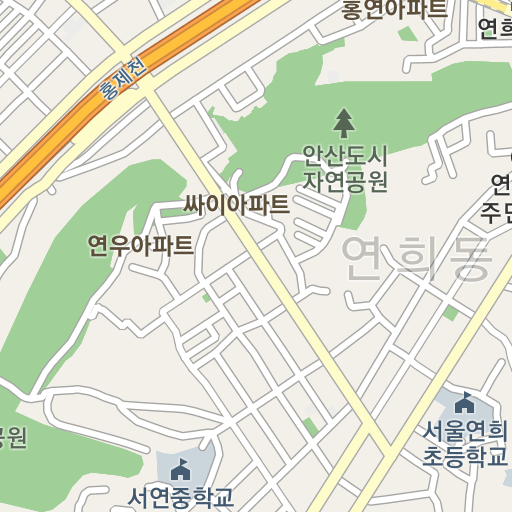 홍연아파트
연희
홍제천
안산도시
자연공원
연
주민
싸이아파트
연우아파트
연희동
서울연희
초등학교
공원
서연중학교